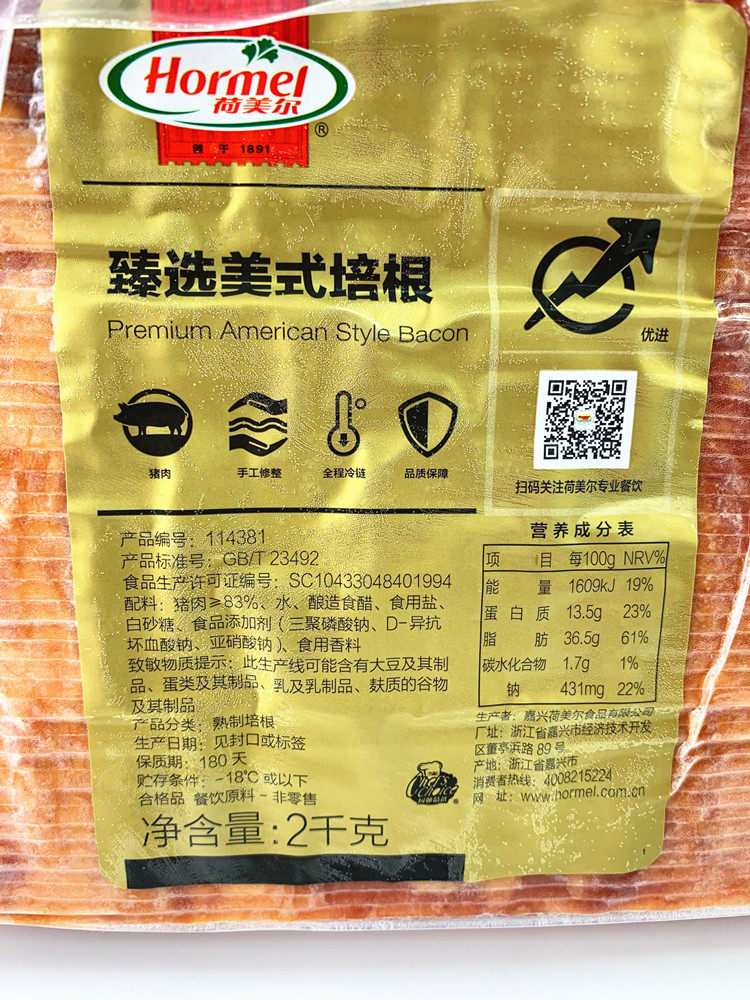 Hormel
荷美尔
®
创 于 1891
臻选美式培根
Premium American Style Bacon
优进
猪肉
手工修整
全程冷链
品质保障
扫码关注荷美尔专业餐饮
产品编号：114381
产品标准号：GB/T 23492
食品生产许可证编号：SC10433048401994
配料：猪肉≥83%、水、酿造食醋、食用盐、
白砂糖、食品添加剂（三聚磷酸钠、D-异抗
坏血酸钠、亚硝酸钠）、食用香料
致敏物质提示：此生产线可能含有大豆及其制
品、蛋类及其制品、乳及乳制品、麸质的谷物
及其制品
产品分类：熟制培根
生产日期：见封口或标签
保质期：180 天
贮存条件：-18℃ 或以下
合格品 餐饮原料－非零售
净含量：2千克
营养成分表
项 目 每100g NRV%
能 量 1609kJ 19%
蛋 白 质 13.5g 23%
脂 肪 36.5g 61%
碳水化合物 1.7g 1%
钠 431mg 22%
生产者：嘉兴荷美尔食品有限公司
厂址：浙江省嘉兴市经济技术开发
区董亭浜路 89 号
产地：浙江省嘉兴市
消费者热线：4008215224
网 址：www.hormel.com.cn
Chef's
Choice
®